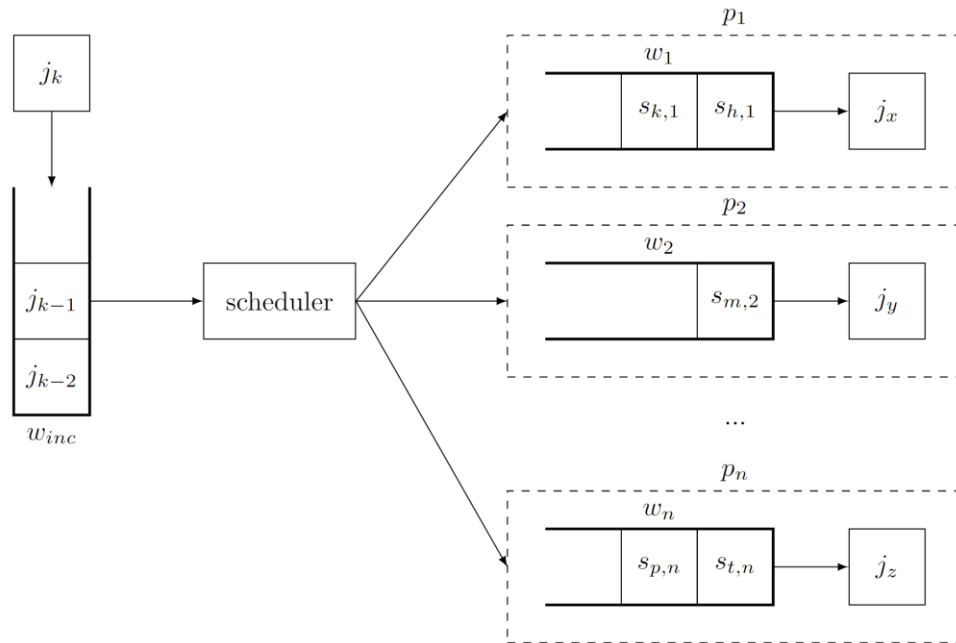 j_k
j_{k-1}
j_{k-2}
w_{inc}
scheduler
p_1
w_1
s_{k,1} s_{h,1} j_x
p_2
w_2
s_{m,2} j_y
...
p_n
w_n
s_{p,n} s_{t,n} j_z